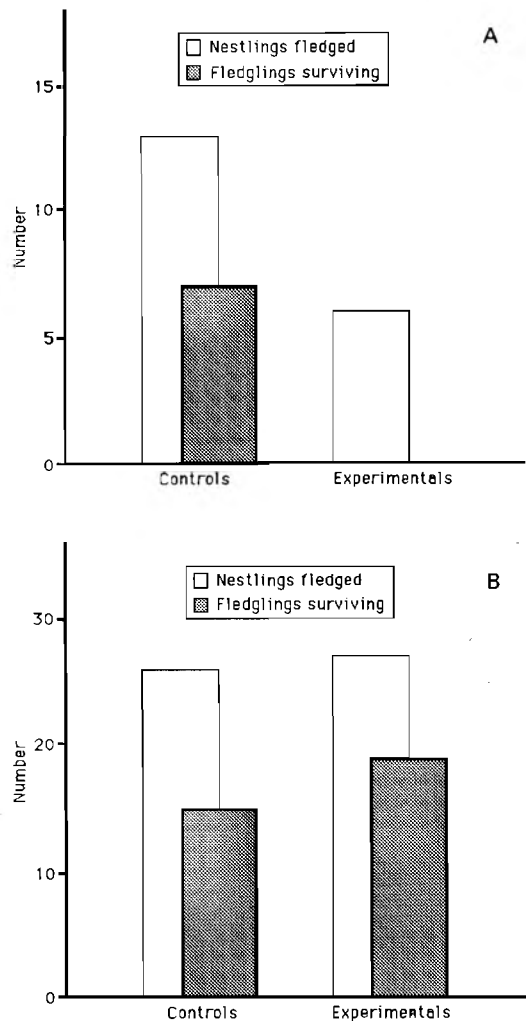 A
Nestlings fledged
Fledglings surviving
15
10
5
0
Number
Controls Experimentals
B
Nestlings fledged
Fledglings surviving
30
20
10
0
Number
Controls Experimentals